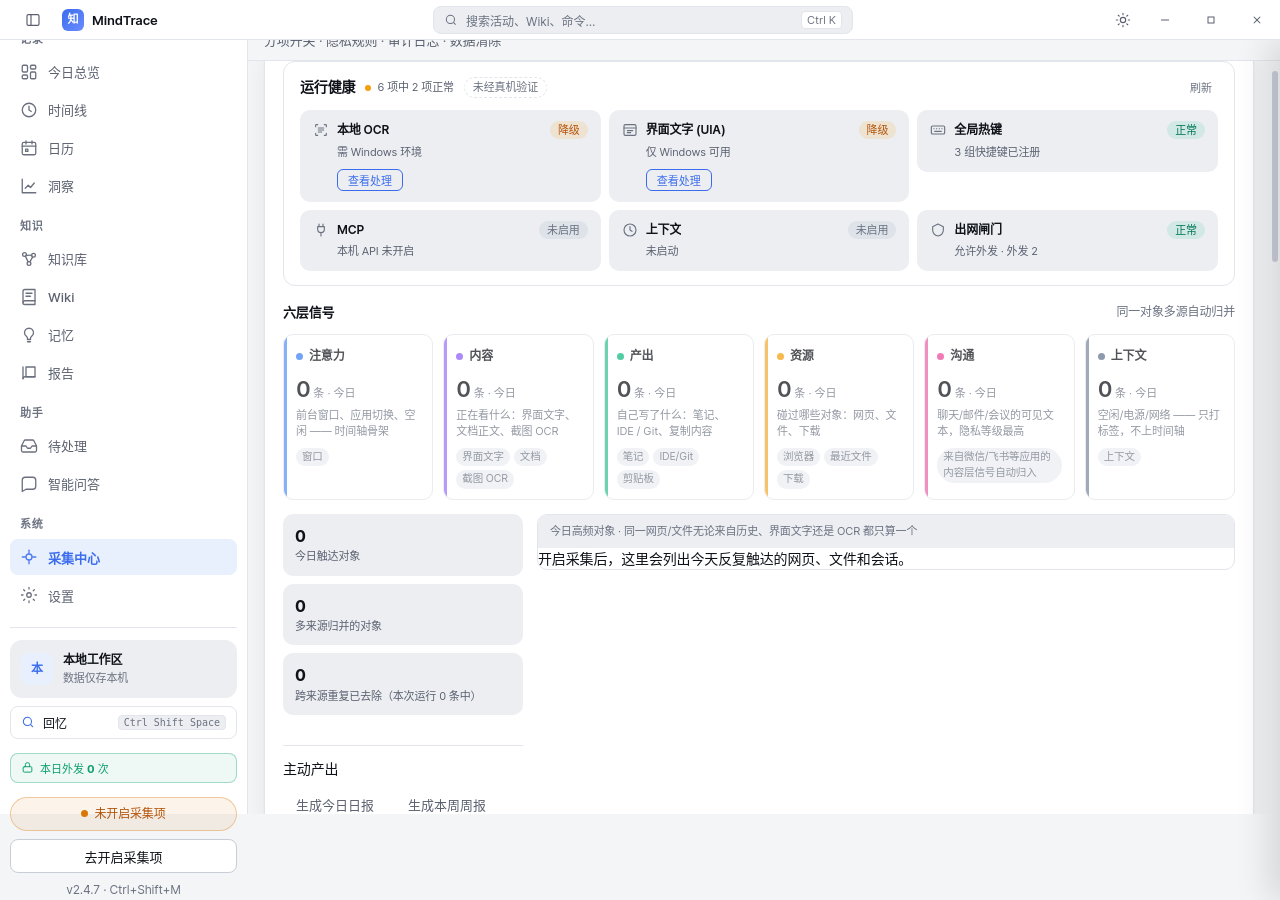 知 MindTrace
搜索活动、Wiki、命令... Ctrl K
记录
今日总览
时间线
日历
洞察
知识
知识库
Wiki
记忆
报告
助手
待处理
智能问答
系统
采集中心
设置
本 本地工作区
数据仅存本机
回忆 Ctrl Shift Space
本日外发 0 次
未开启采集项
去开启采集项
v2.4.7 · Ctrl+Shift+M
分项开关 · 隐私规则 · 审计日志 · 数据清除
运行健康 6 项中 2 项正常 未经真机验证 刷新
本地 OCR 降级
需 Windows 环境
查看处理
界面文字 (UIA) 降级
仅 Windows 可用
查看处理
全局热键 正常
3 组快捷键已注册
MCP 未启用
本机 API 未开启
上下文 未启用
未启动
出网闸门 正常
允许外发 · 外发 2
六层信号 同一对象多源自动归并
注意力
0 条 · 今日
前台窗口、应用切换、空
闲 —— 时间轴骨架
窗口
内容
0 条 · 今日
正在看什么：界面文字、
文档正文、截图 OCR
界面文字 文档
截图 OCR
产出
0 条 · 今日
自己写了什么：笔记、
IDE / Git、复制内容
笔记 IDE/Git
剪贴板
资源
0 条 · 今日
碰过哪些对象：网页、文
件、下载
浏览器 最近文件
下载
沟通
0 条 · 今日
聊天/邮件/会议的可见文
本，隐私等级最高
来自微信/飞书等应用的
内容层信号自动归入
上下文
0 条 · 今日
空闲/电源/网络 —— 只打
标签，不上时间轴
上下文
0
今日触达对象
0
多来源归并的对象
0
跨来源重复已去除（本次运行 0 条中）
今日高频对象 · 同一网页/文件无论来自历史、界面文字还是 OCR 都只算一个
开启采集后，这里会列出今天反复触达的网页、文件和会话。
主动产出
生成今日日报 生成本周周报